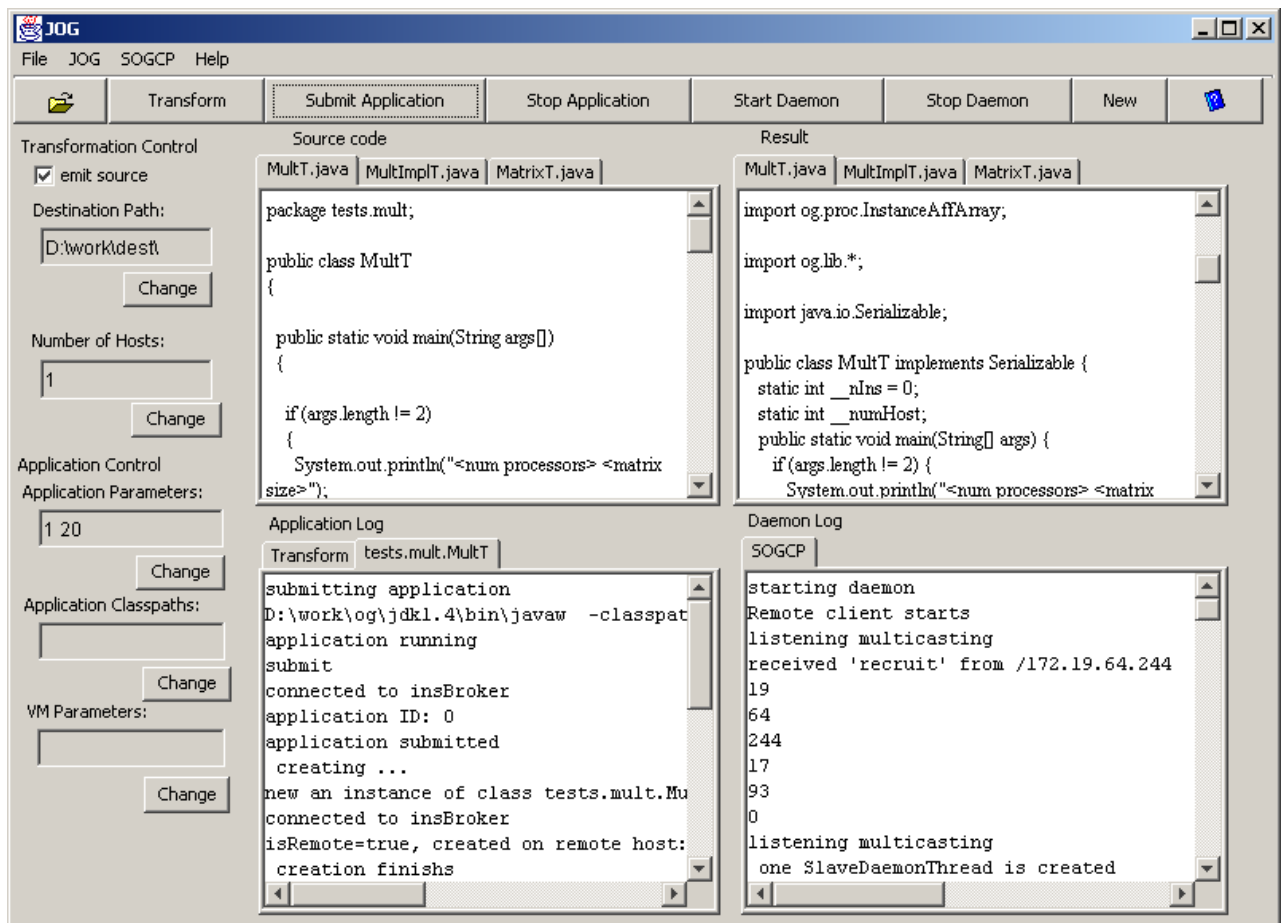 JOG
File JOG SOGCP Help
Transform Submit Application Stop Application Start Daemon Stop Daemon New
Transformation Control
emit source
Destination Path:
D:\work\dest\
Change
Number of Hosts:
1
Change
Application Control
Application Parameters:
1 20
Change
Application Classpaths:
Change
VM Parameters:
Change
Source code
MultT.java MultImplT.java MatrixT.java
package tests.mult;
public class MultT
{
public static void main(String args[])
{
if (args.length != 2)
{
System.out.println("<num processors> <matrix
size>");
Result
MultT.java MultImplT.java MatrixT.java
import og.proc.InstanceAffArray;
import og.lib.*;
import java.io.Serializable;
public class MultT implements Serializable {
static int __nIns = 0;
static int __numHost;
public static void main(String[] args) {
if (args.length != 2) {
System.out.println("<num processors> <matrix
Application Log
Transform tests.mult.MultT
submitting application
D:\work\og\jdk1.4\bin\javaw -classpat
application running
submit
connected to insBroker
application ID: 0
application submitted
creating ...
new an instance of class tests.mult.Mu
connected to insBroker
isRemote=true, created on remote host:
creation finishs
Daemon Log
SOGCP
starting daemon
Remote client starts
listening multicasting
received 'recruit' from /172.19.64.244
19
64
244
17
93
0
listening multicasting
one SlaveDaemonThread is created